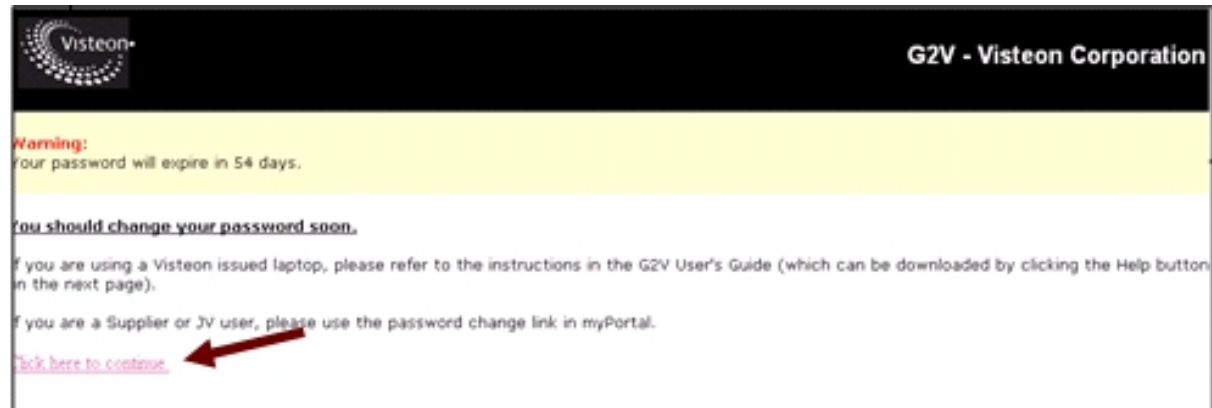 Visteon
G2V - Visteon Corporation
Warning:
Your password will expire in 54 days.
You should change your password soon.
If you are using a Visteon issued laptop, please refer to the instructions in the G2V User's Guide (which can be downloaded by clicking the Help button
in the next page).
If you are a Supplier or JV user, please use the password change link in myPortal.
Click here to continue.